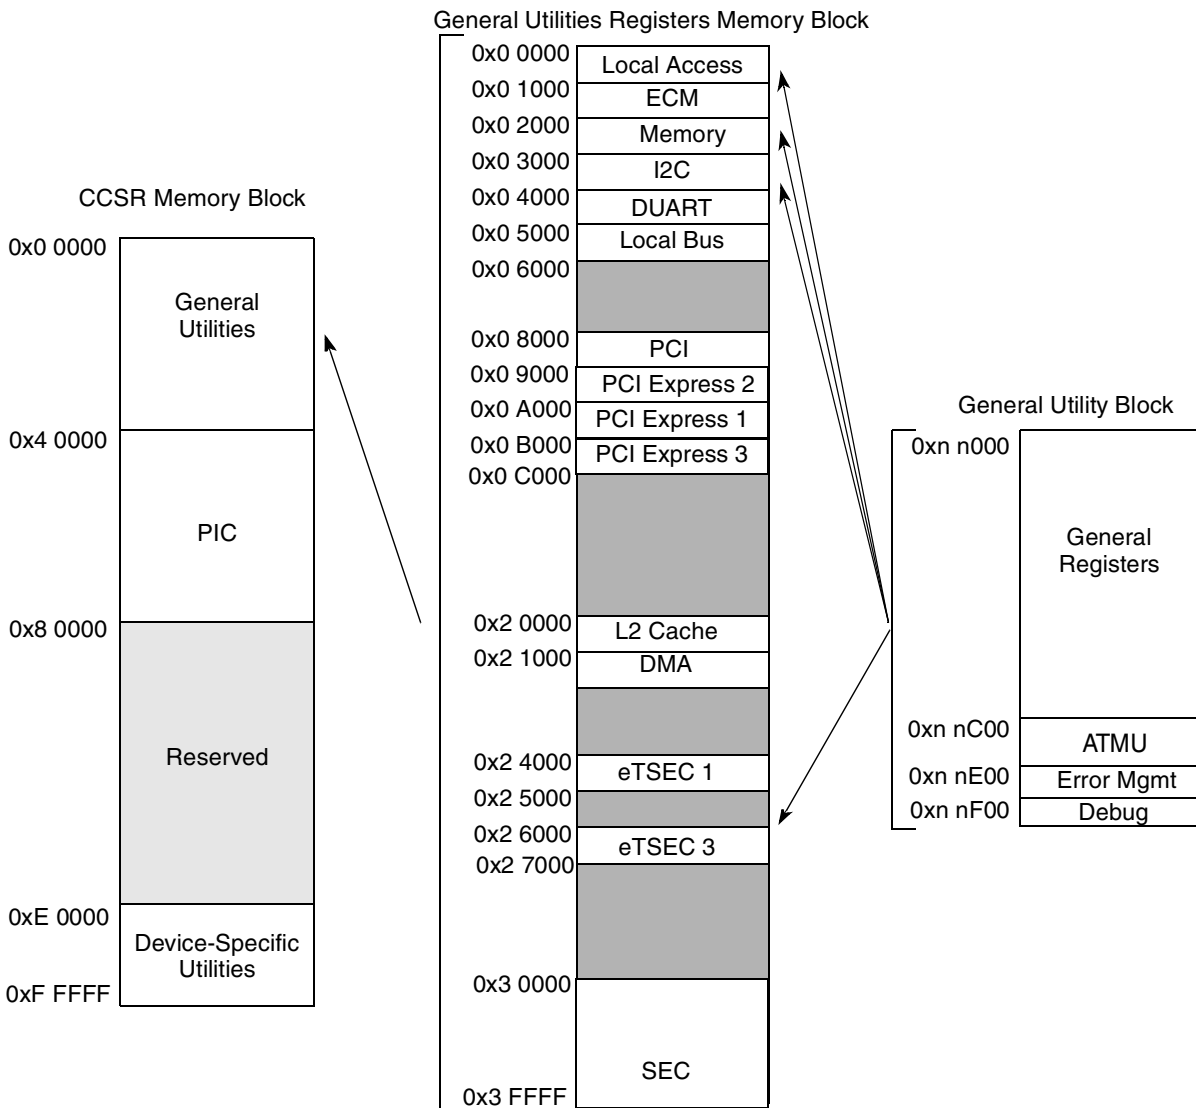 General Utilities Registers Memory Block
0x0 0000
Local Access
0x0 1000
ECM
0x0 2000
Memory
0x0 3000
I2C
0x0 4000
DUART
0x0 5000
Local Bus
0x0 6000
0x0 8000
PCI
0x0 9000
PCI Express 2
0x0 A000
PCI Express 1
0x0 B000
PCI Express 3
0x0 C000
0x2 0000
L2 Cache
0x2 1000
DMA
0x2 4000
eTSEC 1
0x2 5000
0x2 6000
eTSEC 3
0x2 7000
0x3 0000
SEC
0x3 FFFF
CCSR Memory Block
0x0 0000
General
Utilities
0x4 0000
PIC
0x8 0000
Reserved
0xE 0000
Device-Specific
Utilities
0xF FFFF
General Utility Block
0xn n000
General
Registers
0xn nC00
ATMU
0xn nE00
Error Mgmt
0xn nF00
Debug